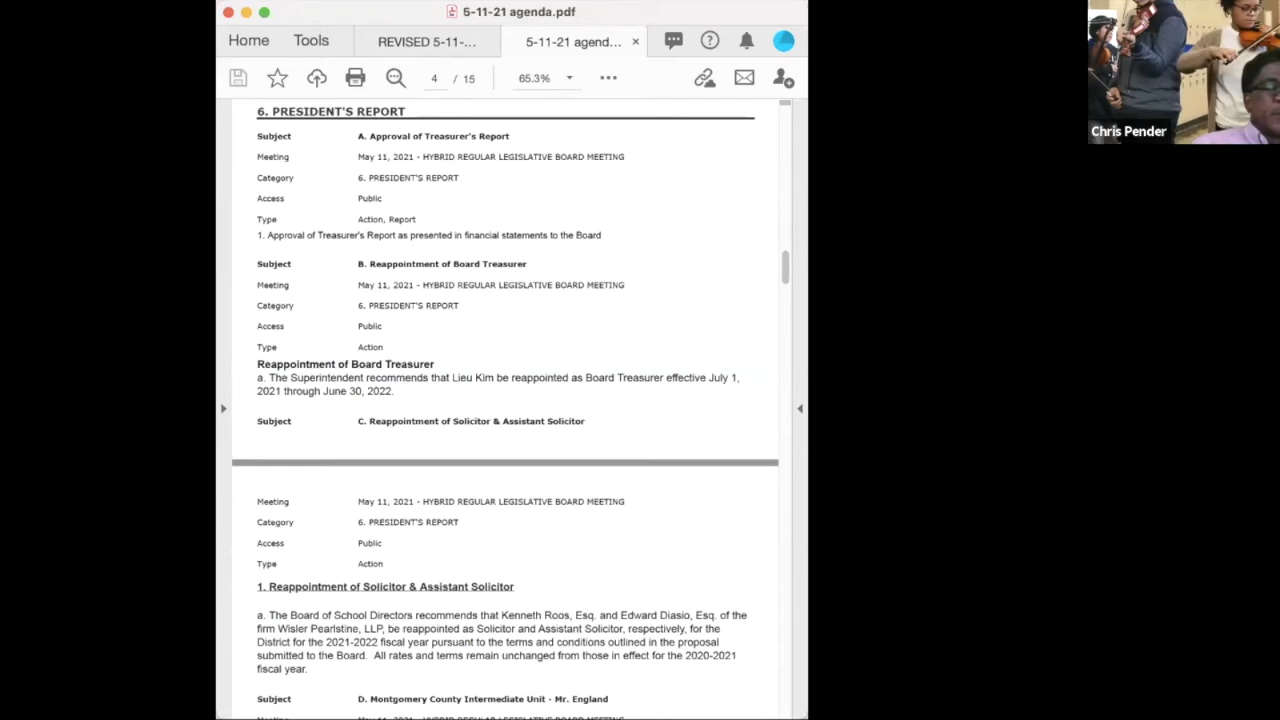 5-11-21 agenda.pdf
Home Tools REVISED 5-11-... 5-11-21 agend... ×
4 / 15 65.3%
6. PRESIDENT'S REPORT
Subject A. Approval of Treasurer's Report
Meeting May 11, 2021 - HYBRID REGULAR LEGISLATIVE BOARD MEETING
Category 6. PRESIDENT'S REPORT
Access Public
Type Action, Report
1. Approval of Treasurer's Report as presented in financial statements to the Board
Subject B. Reappointment of Board Treasurer
Meeting May 11, 2021 - HYBRID REGULAR LEGISLATIVE BOARD MEETING
Category 6. PRESIDENT'S REPORT
Access Public
Type Action
Reappointment of Board Treasurer
a. The Superintendent recommends that Lieu Kim be reappointed as Board Treasurer effective July 1,
2021 through June 30, 2022.
Subject C. Reappointment of Solicitor & Assistant Solicitor
Meeting May 11, 2021 - HYBRID REGULAR LEGISLATIVE BOARD MEETING
Category 6. PRESIDENT'S REPORT
Access Public
Type Action
1. Reappointment of Solicitor & Assistant Solicitor
a. The Board of School Directors recommends that Kenneth Roos, Esq. and Edward Diasio, Esq. of the
firm Wisler Pearlstine, LLP, be reappointed as Solicitor and Assistant Solicitor, respectively, for the
District for the 2021-2022 fiscal year pursuant to the terms and conditions outlined in the proposal
submitted to the Board. All rates and terms remain unchanged from those in effect for the 2020-2021
fiscal year.
Subject D. Montgomery County Intermediate Unit - Mr. England
Meeting May 11, 2021 - HYBRID REGULAR LEGISLATIVE BOARD MEETING
Chris Pender